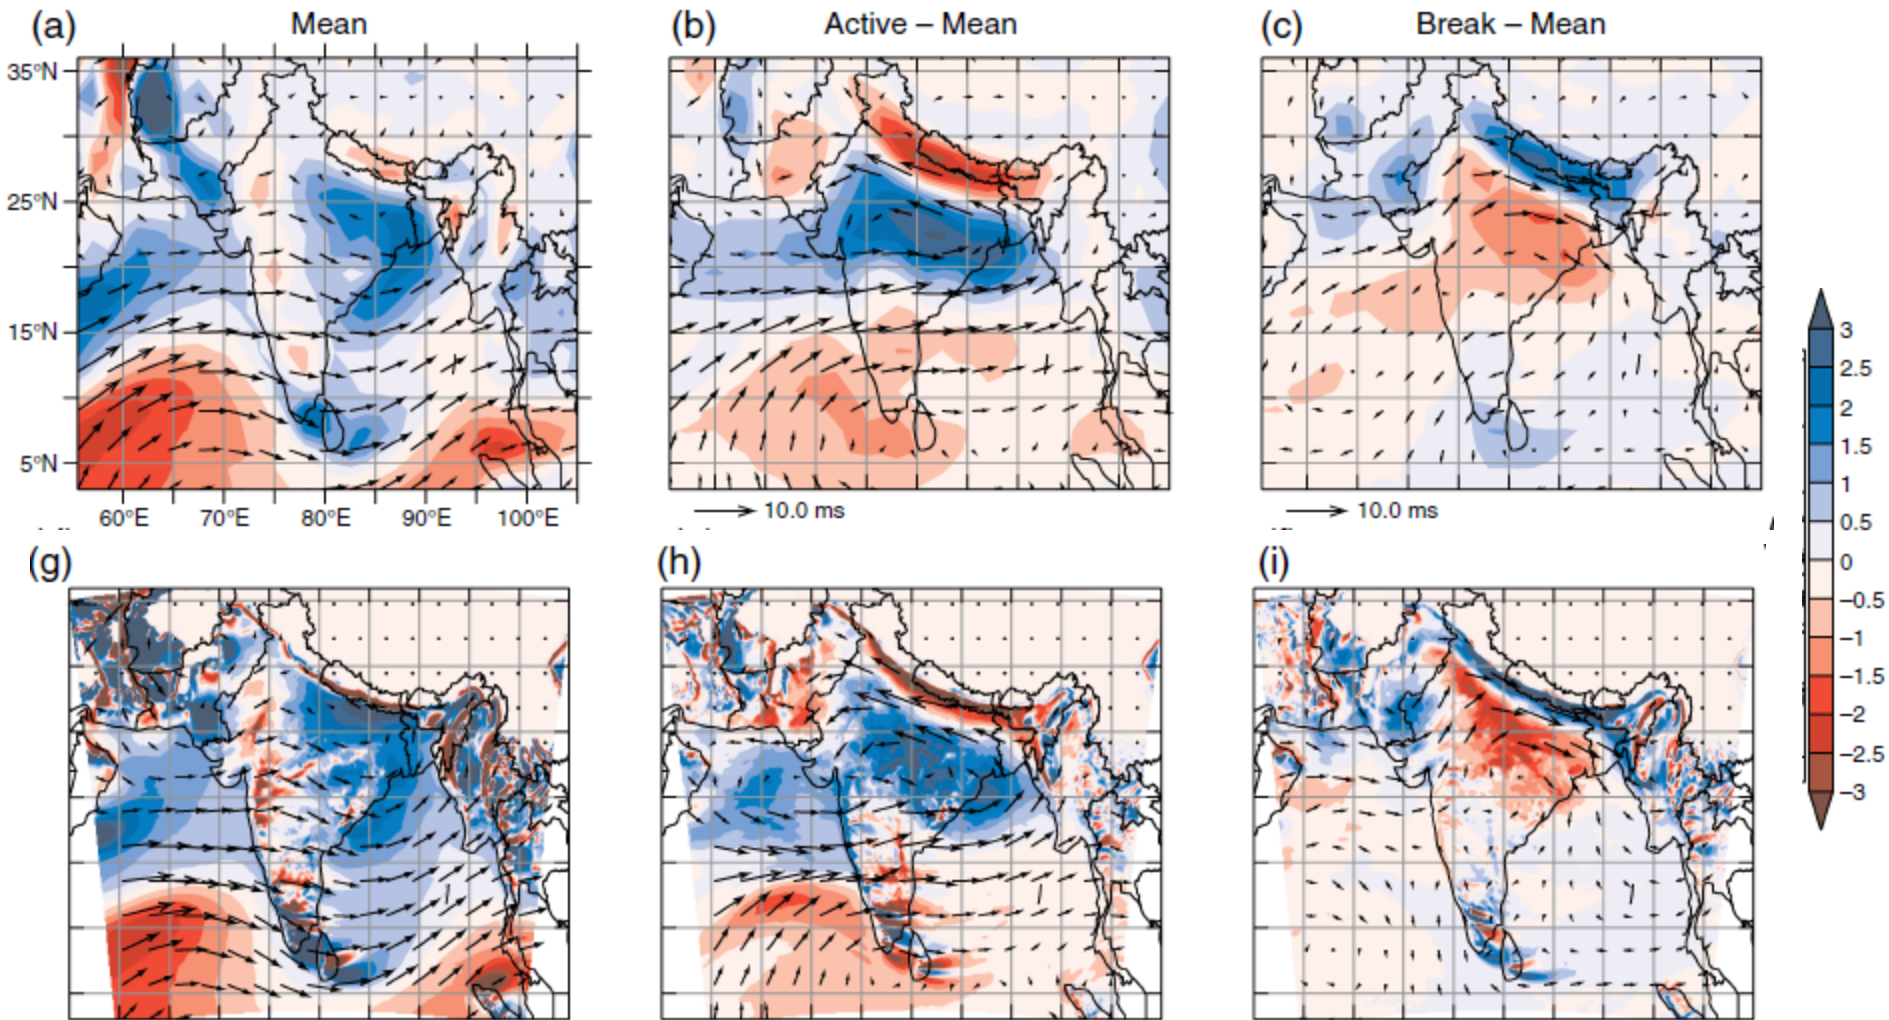 (a) Mean (b) Active – Mean (c) Break – Mean
35°N
25°N
15°N
5°N
60°E 70°E 80°E 90°E 100°E
10.0 ms
10.0 ms
(g) (h) (i)
3
2.5
2
1.5
1
0.5
0
−0.5
−1
−1.5
−2
−2.5
−3